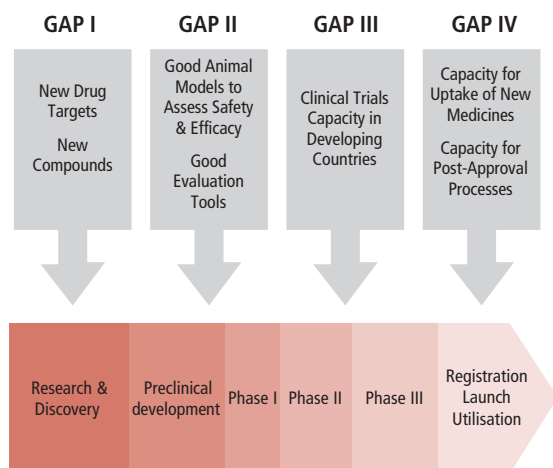 GAP I
GAP II
GAP III
GAP IV
New Drug
Targets
New
Compounds
Good Animal
Models to
Assess Safety
& Efficacy
Good
Evaluation
Tools
Clinical Trials
Capacity in
Developing
Countries
Capacity for
Uptake of New
Medicines
Capacity for
Post-Approval
Processes
Research &
Discovery
Preclinical
development
Phase I
Phase II
Phase III
Registration
Launch
Utilisation